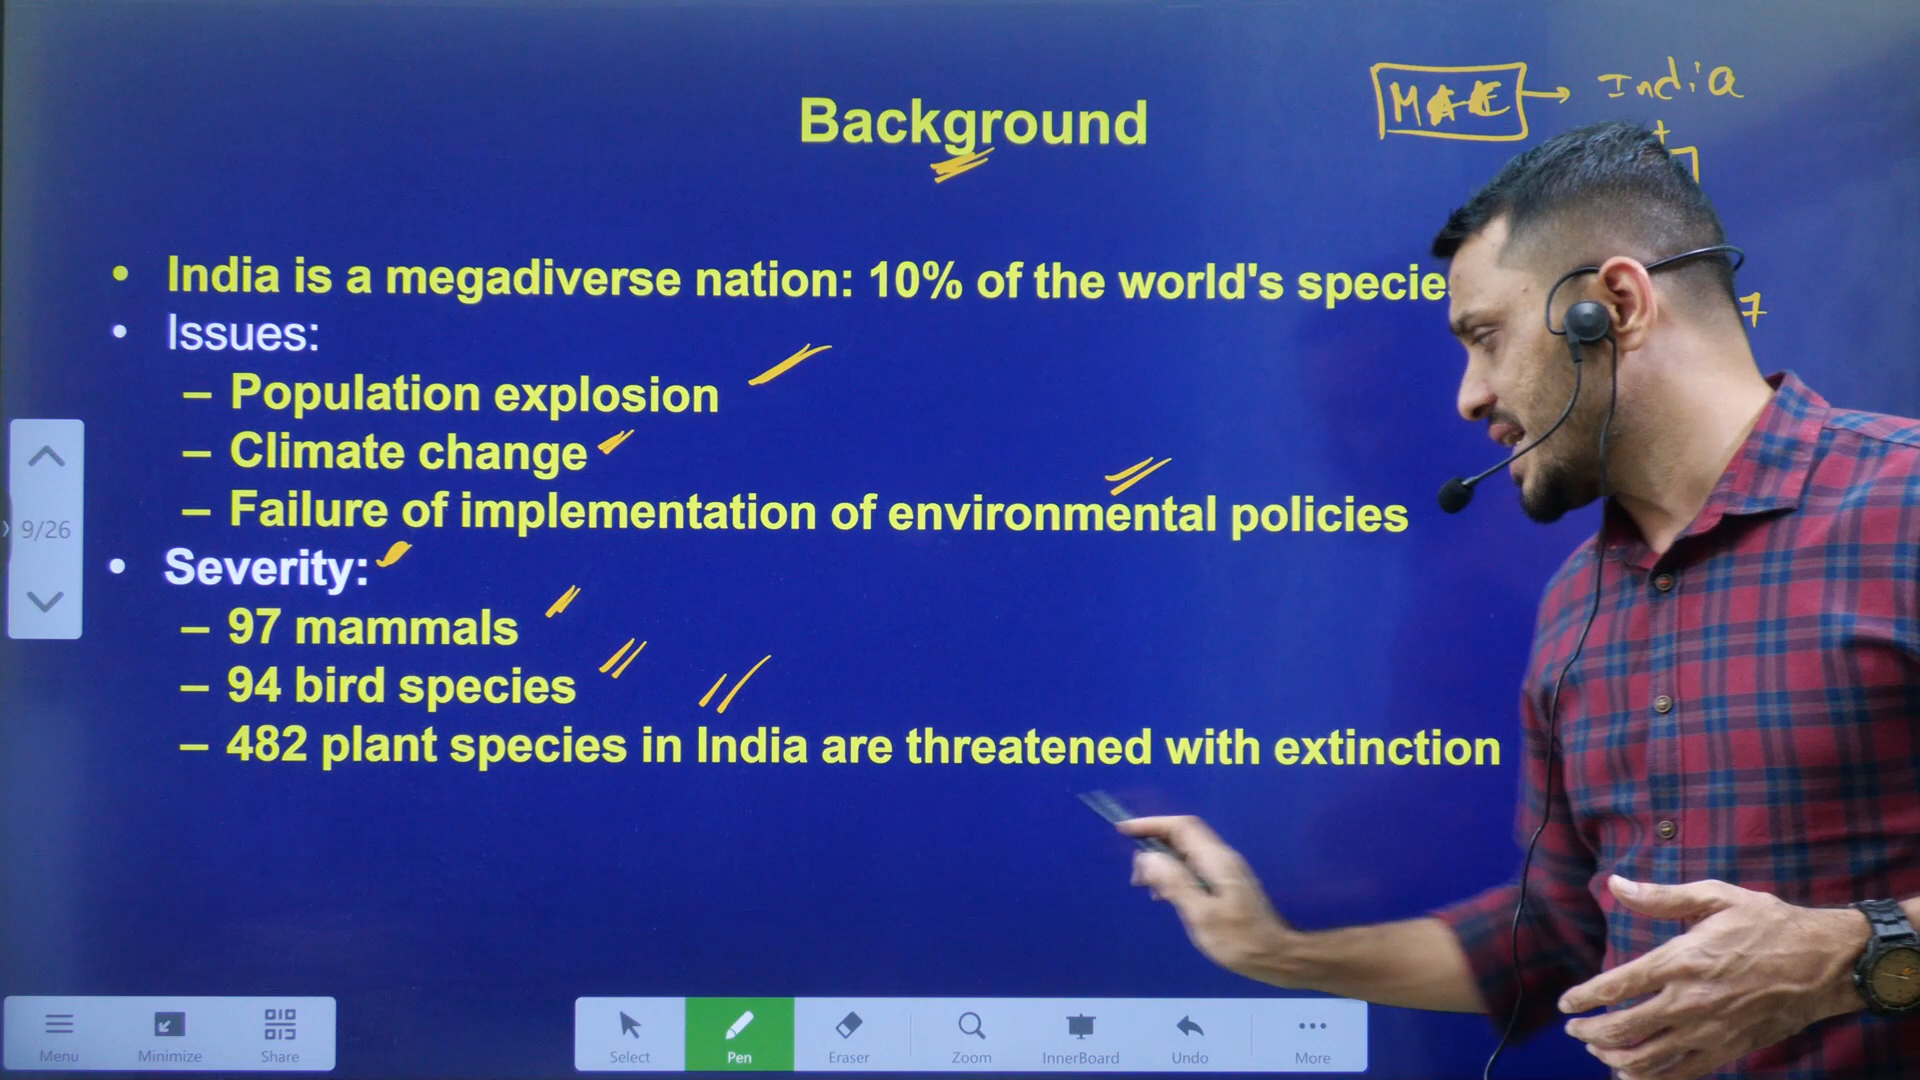 India
Background
• India is a megadiverse nation: 10% of the world's specie
7
• Issues:
– Population explosion
– Climate change
– Failure of implementation of environmental policies
9/26
• Severity:
– 97 mammals
– 94 bird species
– 482 plant species in India are threatened with extinction
Menu Minimize Share Select Pen Eraser Zoom InnerBoard Undo More